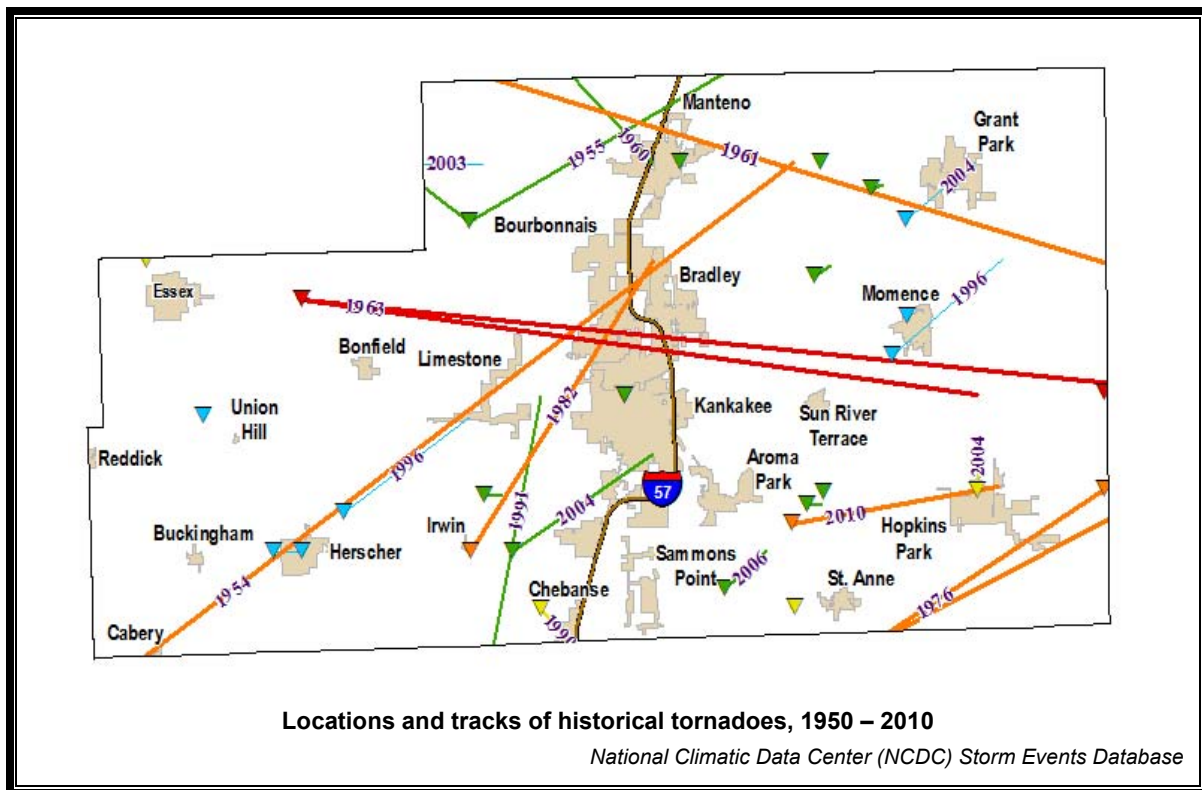 Manteno
Grant
Park
1960
1955
1961
2003
2004
Bourbonnais
Essex
Bradley
Momence
1996
1963
Bonfield
Limestone
1982
Union
Hill
Kankakee
Sun River
Terrace
Reddick
1996
Aroma
Park
2004
57
1991
2004
2010
Irwin
Hopkins
Park
Buckingham
Herscher
Sammons
Point
2006
St. Anne
1954
Chebanse
1990
1976
Cabery
Locations and tracks of historical tornadoes, 1950 – 2010
National Climatic Data Center (NCDC) Storm Events Database